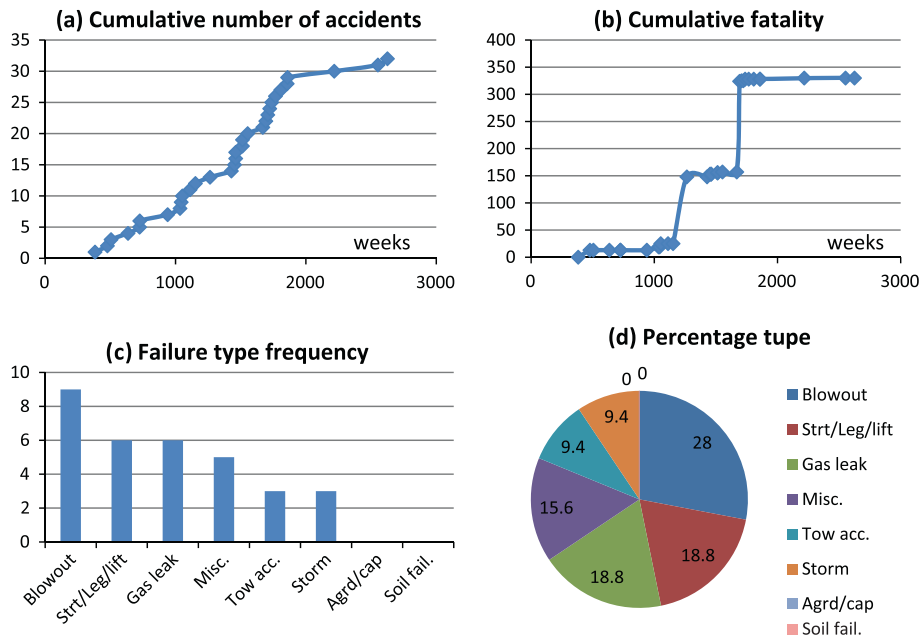 (a) Cumulative number of accidents
35
30
25
20
15
10
5
0
weeks
0 1000 2000 3000
(b) Cumulative fatality
400
350
300
250
200
150
100
50
0
weeks
0 1000 2000 3000
(c) Failure type frequency
10
8
6
4
2
0
Blowout
Strt/Leg/lift
Gas leak
Misc.
Tow acc.
Storm
Agrd/cap
Soil fail.
(d) Percentage tupe
0 0
9.4
28
9.4
15.6
18.8
18.8
Blowout
Strt/Leg/lift
Gas leak
Misc.
Tow acc.
Storm
Agrd/cap
Soil fail.